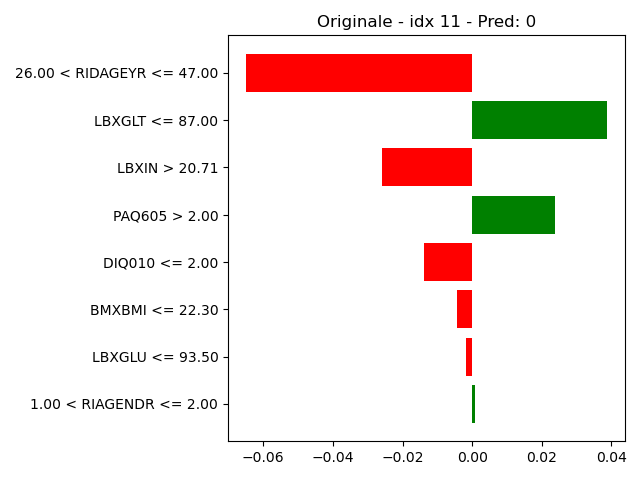 Originale - idx 11 - Pred: 0
26.00 < RIDAGEYR <= 47.00
LBXGLT <= 87.00
LBXIN > 20.71
PAQ605 > 2.00
DIQ010 <= 2.00
BMXBMI <= 22.30
LBXGLU <= 93.50
1.00 < RIAGENDR <= 2.00
−0.06 −0.04 −0.02 0.00 0.02 0.04